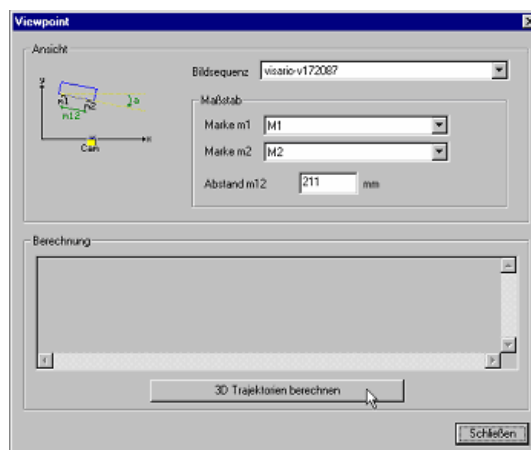 Viewpoint
Ansicht
Bildsequenz visario-v172087
Maßstab
Marke m1 M1
Marke m2 M2
Abstand m12 211 mm
y
m1 m2 a
m12
x
Cam
Berechnung
3D Trajektorien berechnen
Schließen